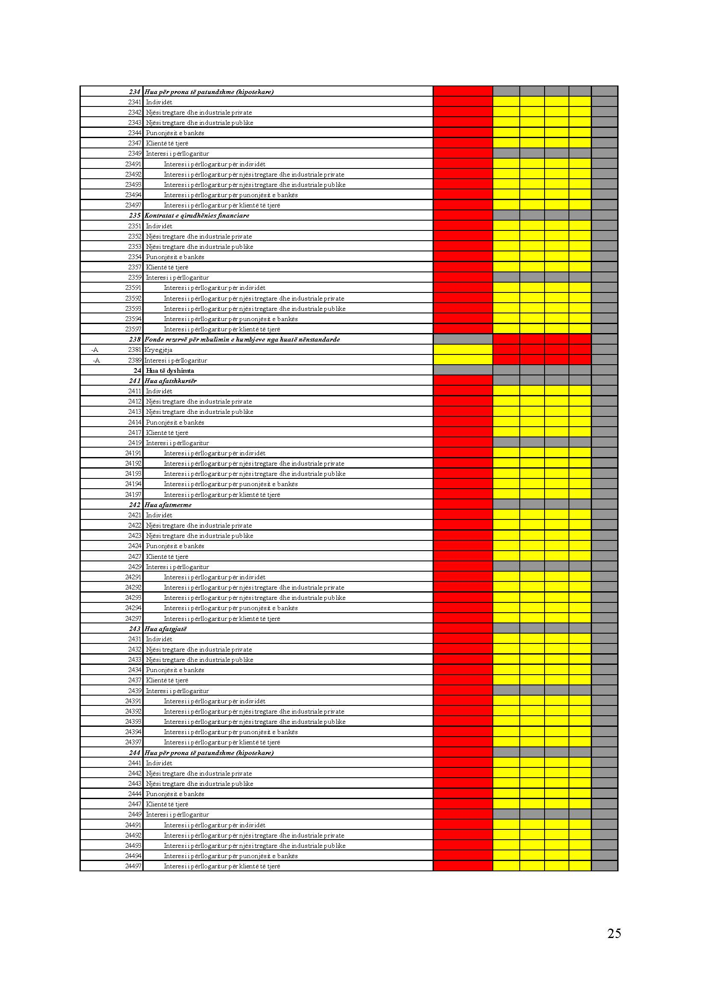 234 Hua për prona të patundshme (hipotekare)
2341 Individët
2342 Njësi tregtare dhe industriale private
2343 Njësi tregtare dhe industriale publike
2344 Punonjësit e bankës
2347 Klientë të tjerë
2349 Interesi i përllogaritur
23491 Interesi i përllogaritur për individët
23492 Interesi i përllogaritur për njësi tregtare dhe industriale private
23493 Interesi i përllogaritur për njësi tregtare dhe industriale publike
23494 Interesi i përllogaritur për punonjësit e bankës
23497 Interesi i përllogaritur për klientë të tjerë
235 Kontratat e qiradhënies financiare
2351 Individët
2352 Njësi tregtare dhe industriale private
2353 Njësi tregtare dhe industriale publike
2354 Punonjësit e bankës
2357 Klientë të tjerë
2359 Interesi i përllogaritur
23591 Interesi i përllogaritur për individët
23592 Interesi i përllogaritur për njësi tregtare dhe industriale private
23593 Interesi i përllogaritur për njësi tregtare dhe industriale publike
23594 Interesi i përllogaritur për punonjësit e bankës
23597 Interesi i përllogaritur për klientë të tjerë
238 Fonde rezervë për mbulimin e humbjeve nga huatë nënstandarde
-A 2381 Kryegjëja
-A 2389 Interesi i përllogaritur
24 Hua të dyshimta
241 Hua afatshkurtër
2411 Individët
2412 Njësi tregtare dhe industriale private
2413 Njësi tregtare dhe industriale publike
2414 Punonjësit e bankës
2417 Klientë të tjerë
2419 Interesi i përllogaritur
24191 Interesi i përllogaritur për individët
24192 Interesi i përllogaritur për njësi tregtare dhe industriale private
24193 Interesi i përllogaritur për njësi tregtare dhe industriale publike
24194 Interesi i përllogaritur për punonjësit e bankës
24197 Interesi i përllogaritur për klientë të tjerë
242 Hua afatmesme
2421 Individët
2422 Njësi tregtare dhe industriale private
2423 Njësi tregtare dhe industriale publike
2424 Punonjësit e bankës
2427 Klientë të tjerë
2429 Interesi i përllogaritur
24291 Interesi i përllogaritur për individët
24292 Interesi i përllogaritur për njësi tregtare dhe industriale private
24293 Interesi i përllogaritur për njësi tregtare dhe industriale publike
24294 Interesi i përllogaritur për punonjësit e bankës
24297 Interesi i përllogaritur për klientë të tjerë
243 Hua afatgjatë
2431 Individët
2432 Njësi tregtare dhe industriale private
2433 Njësi tregtare dhe industriale publike
2434 Punonjësit e bankës
2437 Klientë të tjerë
2439 Interesi i përllogaritur
24391 Interesi i përllogaritur për individët
24392 Interesi i përllogaritur për njësi tregtare dhe industriale private
24393 Interesi i përllogaritur për njësi tregtare dhe industriale publike
24394 Interesi i përllogaritur për punonjësit e bankës
24397 Interesi i përllogaritur për klientë të tjerë
244 Hua për prona të patundshme (hipotekare)
2441 Individët
2442 Njësi tregtare dhe industriale private
2443 Njësi tregtare dhe industriale publike
2444 Punonjësit e bankës
2447 Klientë të tjerë
2449 Interesi i përllogaritur
24491 Interesi i përllogaritur për individët
24492 Interesi i përllogaritur për njësi tregtare dhe industriale private
24493 Interesi i përllogaritur për njësi tregtare dhe industriale publike
24494 Interesi i përllogaritur për punonjësit e bankës
24497 Interesi i përllogaritur për klientë të tjerë
25